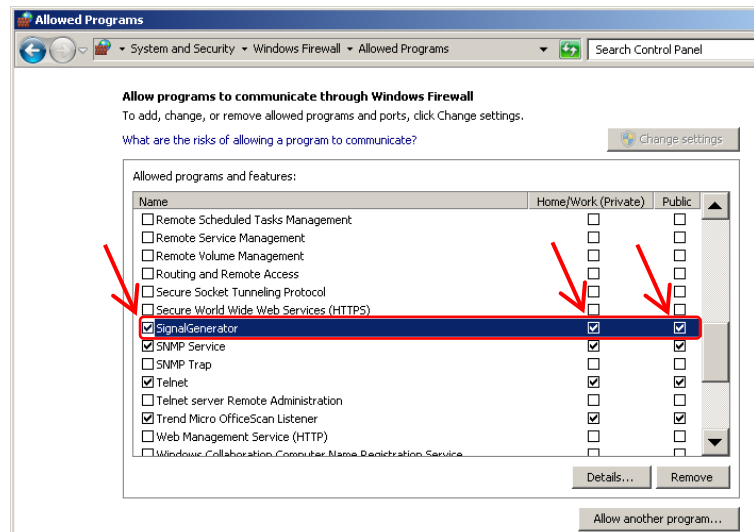 Allowed Programs
System and Security Windows Firewall Allowed Programs Search Control Panel
Allow programs to communicate through Windows Firewall
To add, change, or remove allowed programs and ports, click Change settings.
What are the risks of allowing a program to communicate? Change settings
Allowed programs and features:
Name Home/Work (Private) Public
Remote Scheduled Tasks Management
Remote Service Management
Remote Volume Management
Routing and Remote Access
Secure Socket Tunneling Protocol
Secure World Wide Web Services (HTTPS)
SignalGenerator
SNMP Service
SNMP Trap
Telnet
Telnet server Remote Administration
Trend Micro OfficeScan Listener
Web Management Service (HTTP)
Windows Collaboration Computer Name Registration Service
Details... Remove
Allow another program...